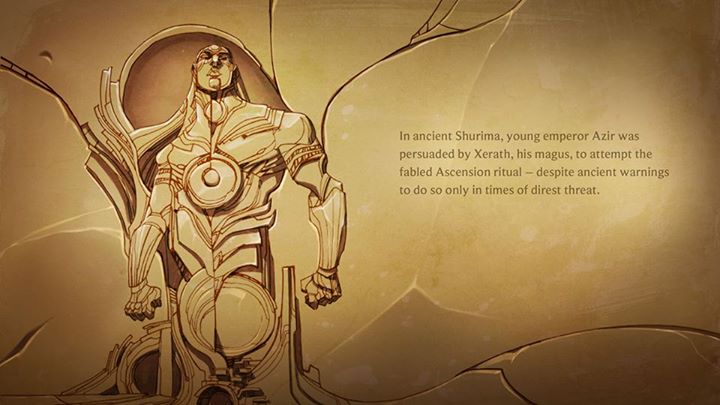 In ancient Shurima, young emperor Azir was
persuaded by Xerath, his magus, to attempt the
fabled Ascension ritual – despite ancient warnings
to do so only in times of direst threat.